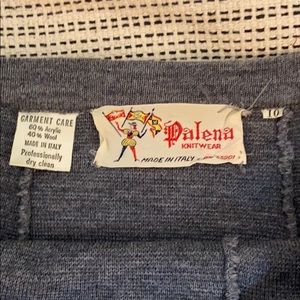 GARMENT CARE
60% Acrylic
40% Wool
MADE IN ITALY
Professionally
dry clean
Palena
KNITWEAR
MADE IN ITALY
10